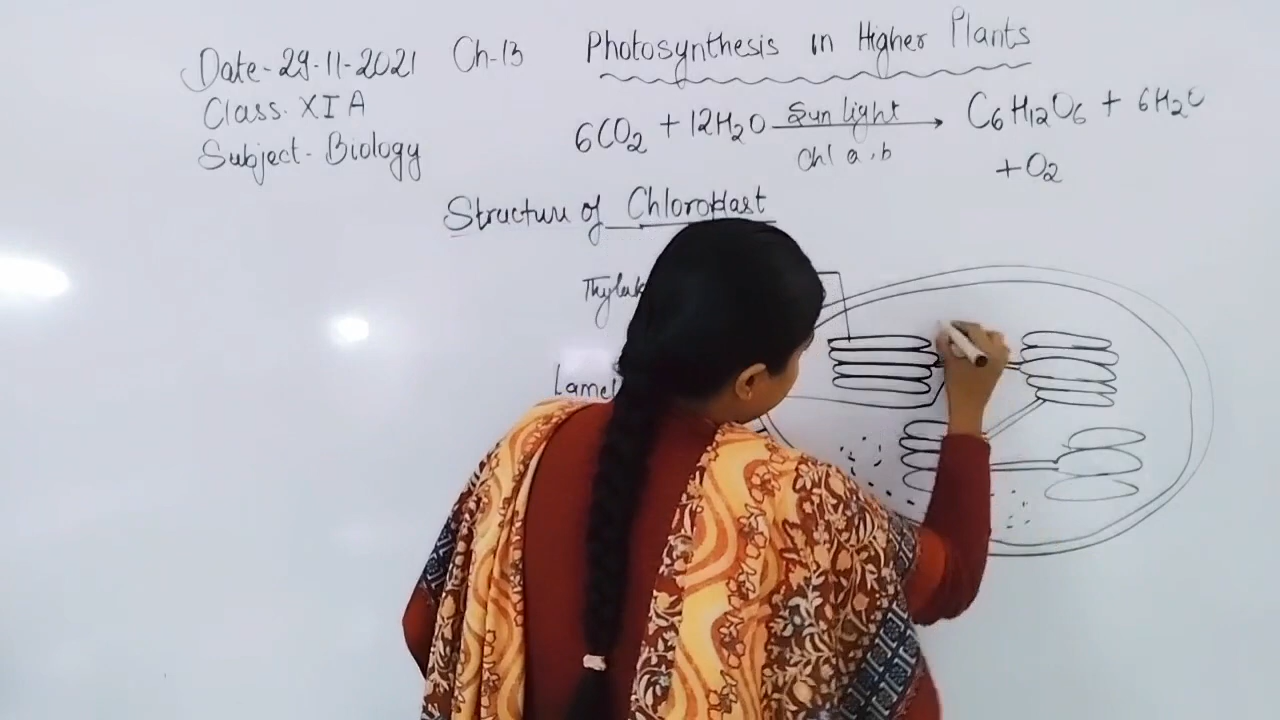 Date-29-11-2021 Ch-13 Photosynthesis in Higher Plants
Class. XI A
Subject- Biology
6CO2 + 12H2O Sun light C6H12O6 + 6H2O
Chl a,b
+O2
Structure of Chloroplast